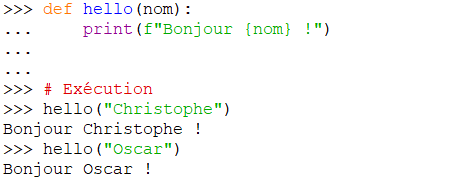 >>> def hello(nom):
...     print(f"Bonjour {nom} !")
...
...
>>> # Exécution
>>> hello("Christophe")
Bonjour Christophe !
>>> hello("Oscar")
Bonjour Oscar !